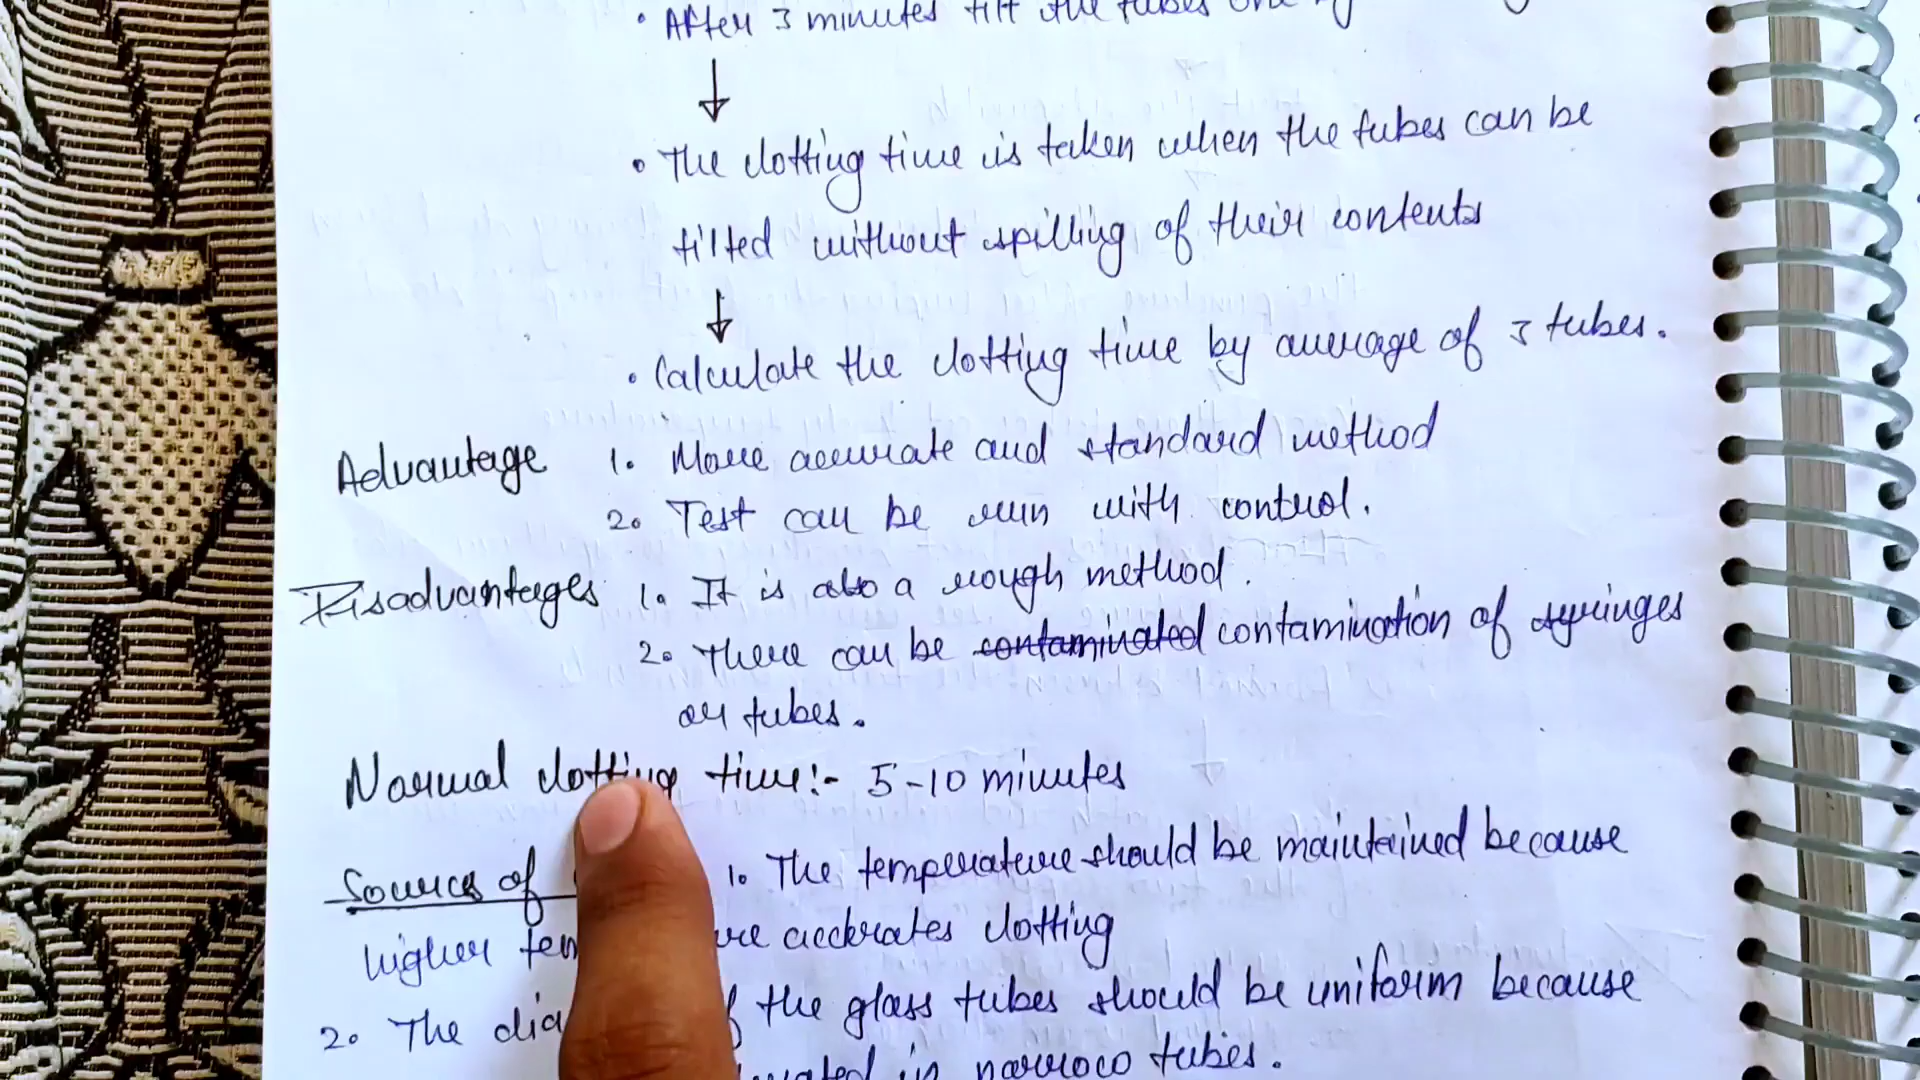 • After 3 minutes tilt the tubes
↓
• The clotting time is taken when the tubes can be
tilted without spilling of their contents
↓
• Calculate the clotting time by average of 3 tubes.
Advantage 1. More accurate and standard method
2. Test can be run with control.
Disadvantages 1. It is also a rough method.
2. There can be contaminated contamination of syringes
or tubes.
Normal clotting time:- 5-10 minutes
Sources of 1. The temperature should be maintained because
higher clotting
2. The the glass tubes should be uniform because
in narrow tubes.